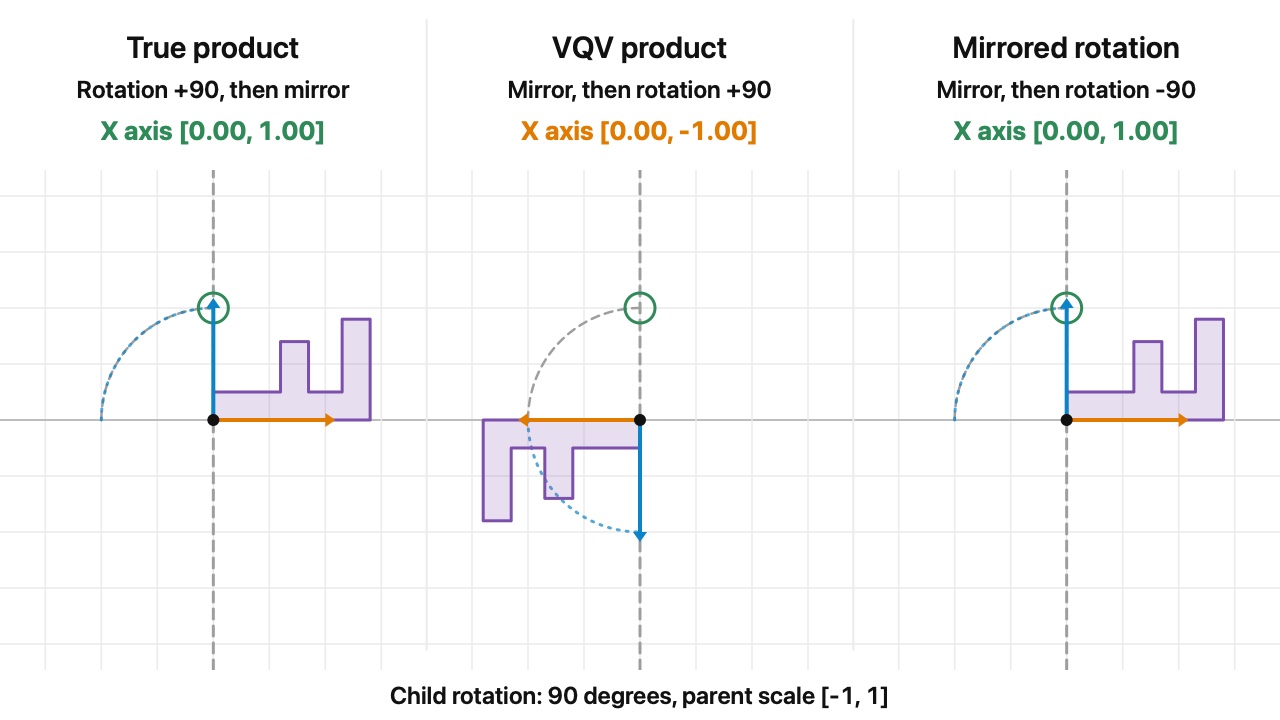 True product
Rotation +90, then mirror
X axis [0.00, 1.00]
VQV product
Mirror, then rotation +90
X axis [0.00, -1.00]
Mirrored rotation
Mirror, then rotation -90
X axis [0.00, 1.00]
Child rotation: 90 degrees, parent scale [-1, 1]